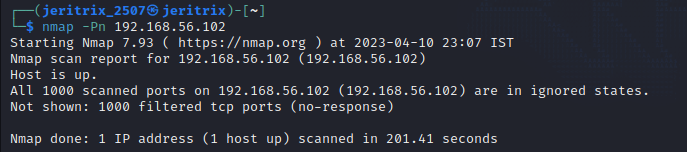 ┌──(jeritrix_2507㉿jeritrix)-[~]
└─$ nmap -Pn 192.168.56.102
Starting Nmap 7.93 ( https://nmap.org ) at 2023-04-10 23:07 IST
Nmap scan report for 192.168.56.102 (192.168.56.102)
Host is up.
All 1000 scanned ports on 192.168.56.102 (192.168.56.102) are in ignored states.
Not shown: 1000 filtered tcp ports (no-response)
Nmap done: 1 IP address (1 host up) scanned in 201.41 seconds